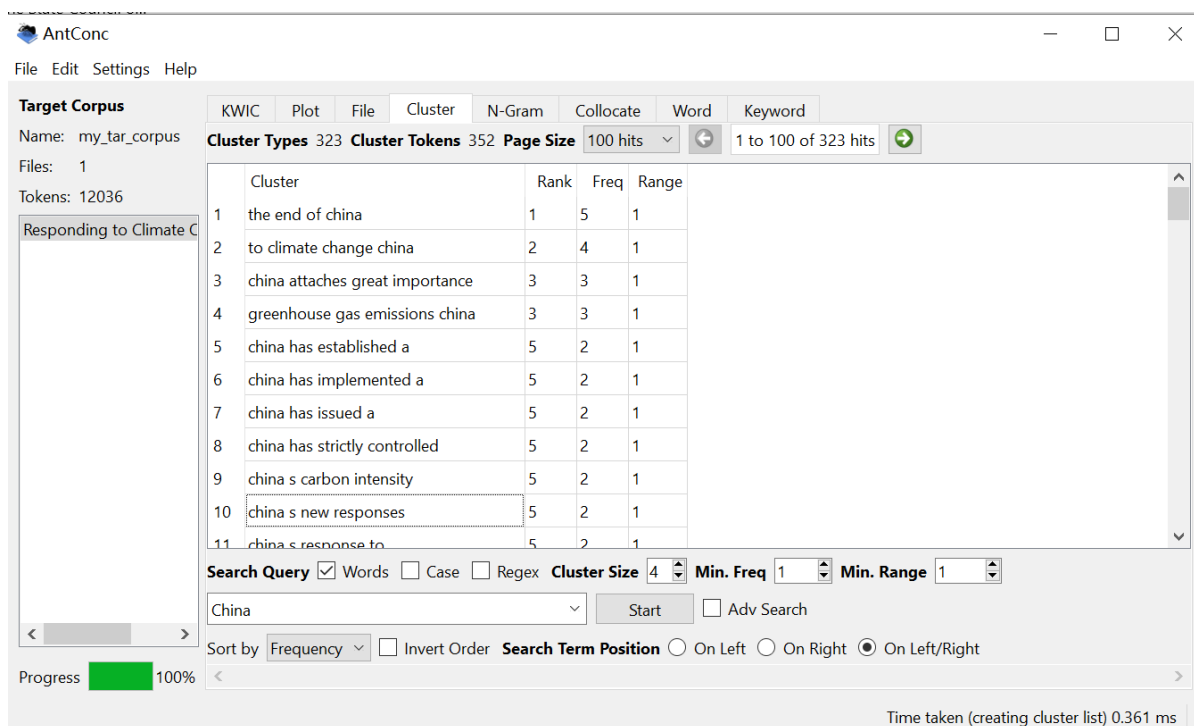 AntConc
File Edit Settings Help
Target Corpus
Name: my_tar_corpus
Files: 1
Tokens: 12036
Responding to Climate C
KWIC Plot File Cluster N-Gram Collocate Word Keyword
Cluster Types 323 Cluster Tokens 352 Page Size 100 hits 1 to 100 of 323 hits
Cluster Rank Freq Range
1 the end of china 1 5 1
2 to climate change china 2 4 1
3 china attaches great importance 3 3 1
4 greenhouse gas emissions china 3 3 1
5 china has established a 5 2 1
6 china has implemented a 5 2 1
7 china has issued a 5 2 1
8 china has strictly controlled 5 2 1
9 china s carbon intensity 5 2 1
10 china s new responses 5 2 1
11 china s response to 5 2 1
Search Query Words Case Regex Cluster Size 4 Min. Freq 1 Min. Range 1
China Start Adv Search
Sort by Frequency Invert Order Search Term Position On Left On Right On Left/Right
Progress 100%
Time taken (creating cluster list) 0.361 ms